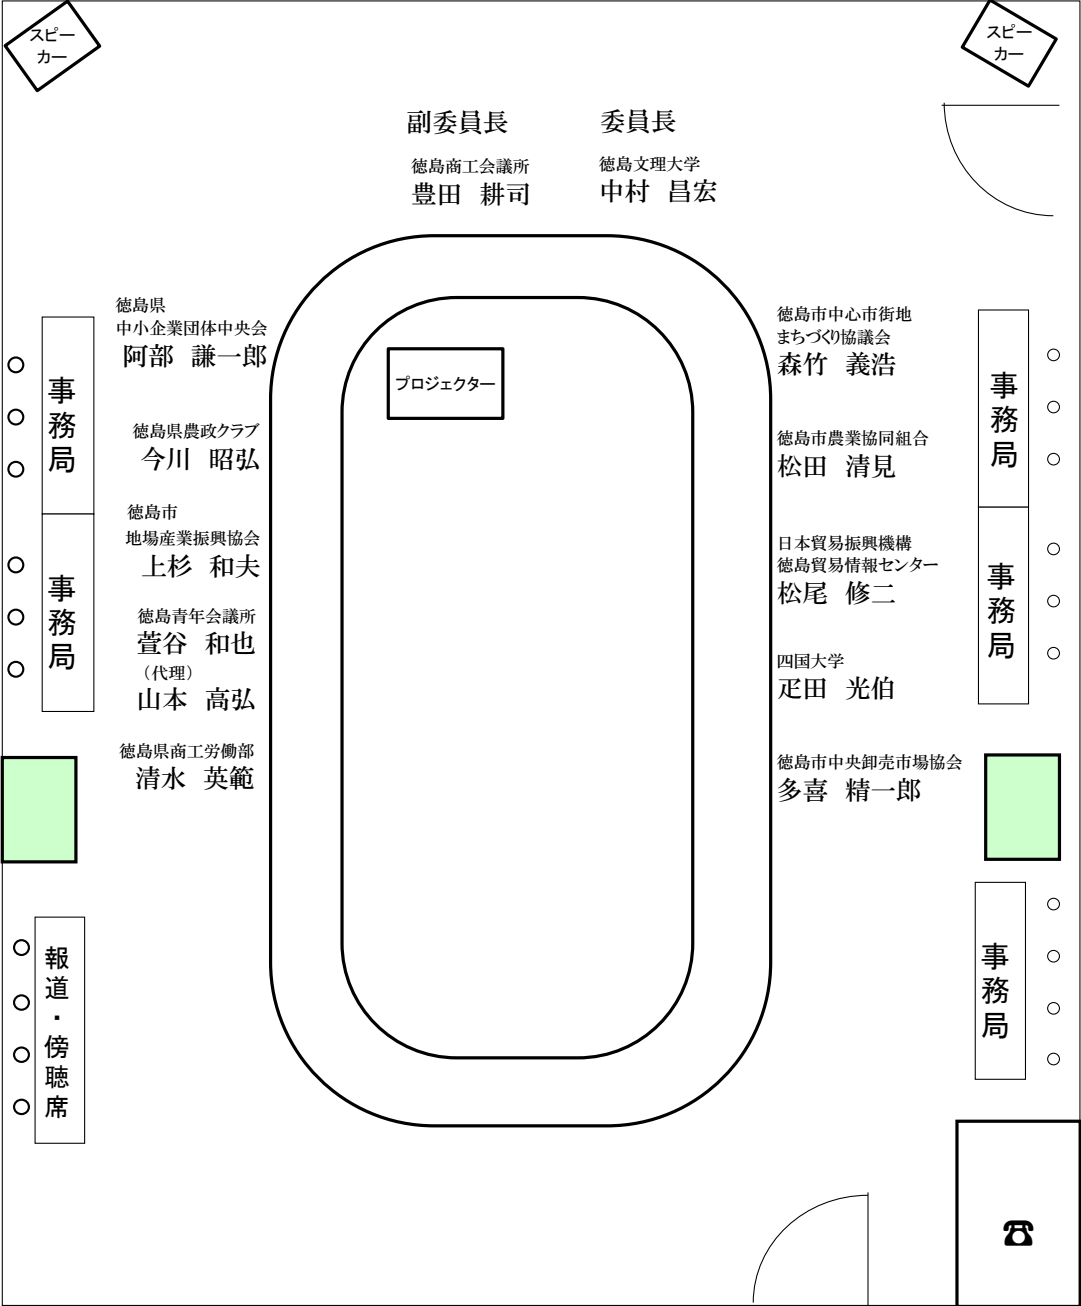 スピー
カー
スピー
カー
副委員長
徳島商工会議所
豊田 耕司
委員長
徳島文理大学
中村 昌宏
徳島県
中小企業団体中央会
阿部 謙一郎
徳島県農政クラブ
今川 昭弘
徳島市
地場産業振興協会
上杉 和夫
徳島青年会議所
萱谷 和也
（代理）
山本 高弘
徳島県商工労働部
清水 英範
プロジェクター
徳島市中心市街地
まちづくり協議会
森竹 義浩
徳島市農業協同組合
松田 清見
日本貿易振興機構
徳島貿易情報センター
松尾 修二
四国大学
疋田 光伯
徳島市中央卸売市場協会
多喜 精一郎
事務局
事務局
報道・傍聴席
事務局
事務局
事務局
☎